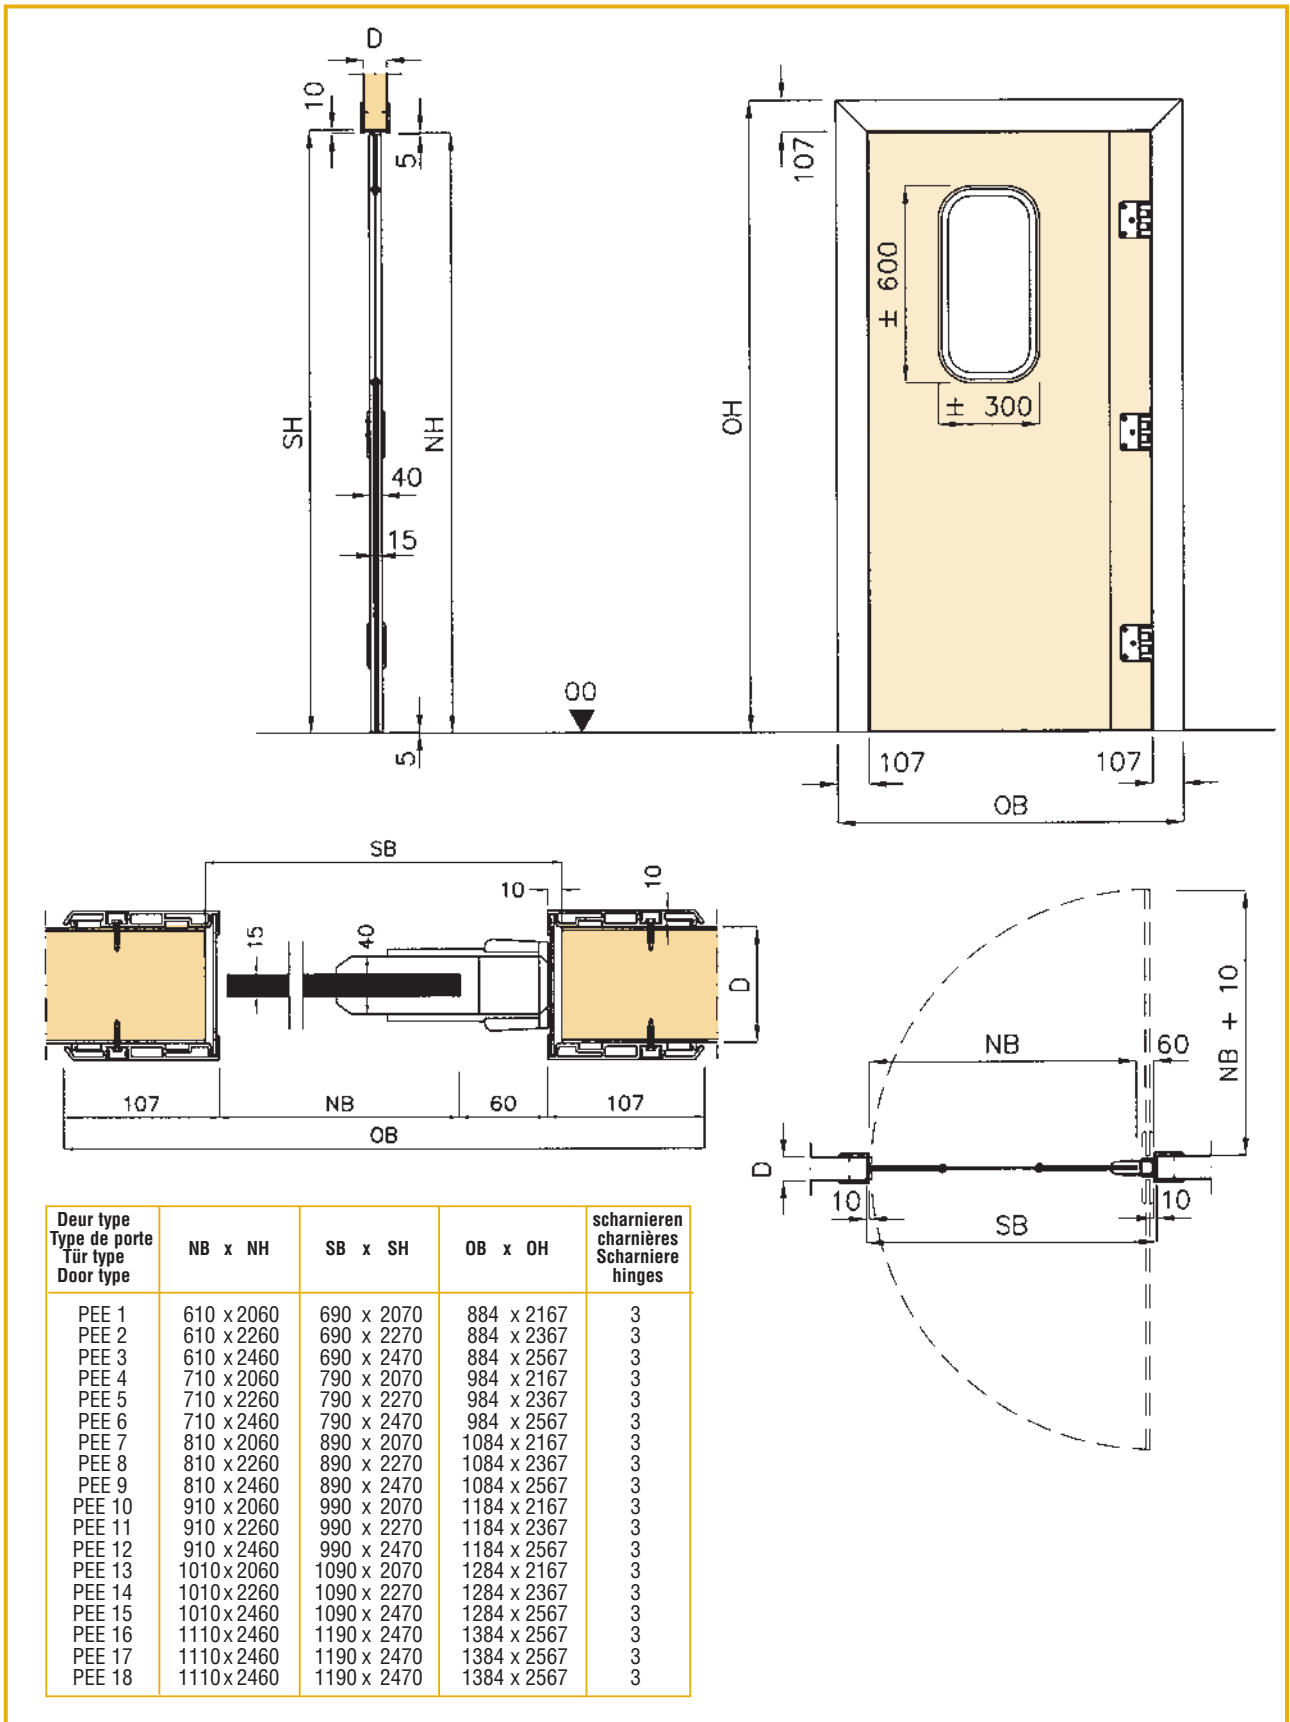 D
10
5
SH
NH
40
15
5
00
107
± 600
± 300
OH
107
107
OB
SB
10
10
15
40
D
107
NB
60
107
OB
NB
60
NB + 10
D
10
SB
10
Deur type
Type de porte
Tür type
Door type
NB x NH
SB x SH
OB x OH
scharnieren
charnières
Scharniere
hinges
PEE 1 610 x 2060 690 x 2070 884 x 2167 3
PEE 2 610 x 2260 690 x 2270 884 x 2367 3
PEE 3 610 x 2460 690 x 2470 884 x 2567 3
PEE 4 710 x 2060 790 x 2070 984 x 2167 3
PEE 5 710 x 2260 790 x 2270 984 x 2367 3
PEE 6 710 x 2460 790 x 2470 984 x 2567 3
PEE 7 810 x 2060 890 x 2070 1084 x 2167 3
PEE 8 810 x 2260 890 x 2270 1084 x 2367 3
PEE 9 810 x 2460 890 x 2470 1084 x 2567 3
PEE 10 910 x 2060 990 x 2070 1184 x 2167 3
PEE 11 910 x 2260 990 x 2270 1184 x 2367 3
PEE 12 910 x 2460 990 x 2470 1184 x 2567 3
PEE 13 1010 x 2060 1090 x 2070 1284 x 2167 3
PEE 14 1010 x 2260 1090 x 2270 1284 x 2367 3
PEE 15 1010 x 2460 1090 x 2470 1284 x 2567 3
PEE 16 1110 x 2460 1190 x 2470 1384 x 2567 3
PEE 17 1110 x 2460 1190 x 2470 1384 x 2567 3
PEE 18 1110 x 2460 1190 x 2470 1384 x 2567 3